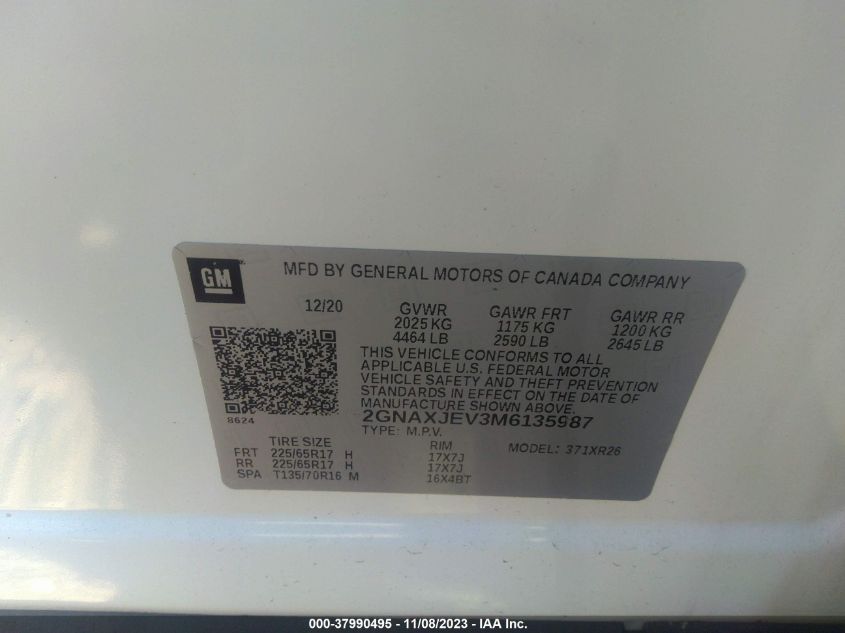 GM
MFD BY GENERAL MOTORS OF CANADA COMPANY
12/20 GVWR GAWR FRT GAWR RR
2025 KG 1175 KG 1200 KG
4464 LB 2590 LB 2645 LB
THIS VEHICLE CONFORMS TO ALL
APPLICABLE U.S. FEDERAL MOTOR
VEHICLE SAFETY AND THEFT PREVENTION
STANDARDS IN EFFECT ON THE DATE OF
MANUFACTURE SHOWN ABOVE.
8624
2GNAXJEV3M6135987
TYPE: M.P.V. MODEL: 371XR26
TIRE SIZE RIM
FRT 225/65R17 H 17X7J
RR 225/65R17 H 17X7J
SPA T135/70R16 M 16X4BT
000-37990495 - 11/08/2023 - IAA Inc.